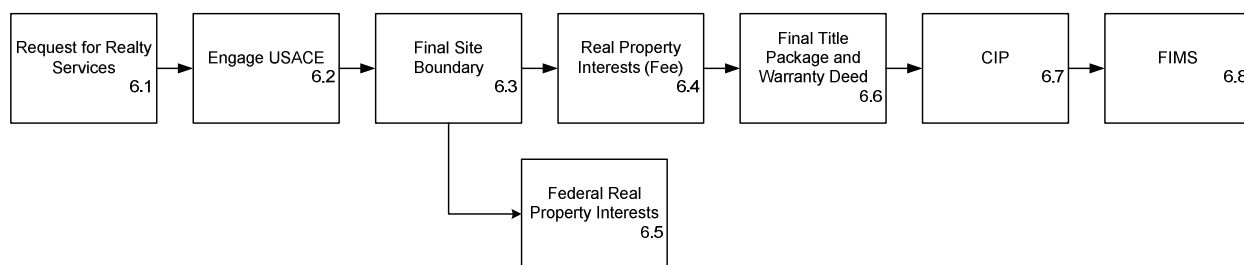 Request for Realty
Services
6.1
Engage USACE
6.2
Final Site
Boundary
6.3
Real Property
Interests (Fee)
6.4
Final Title
Package and
Warranty Deed
6.6
CIP
6.7
FIMS
6.8
Federal Real
Property Interests
6.5